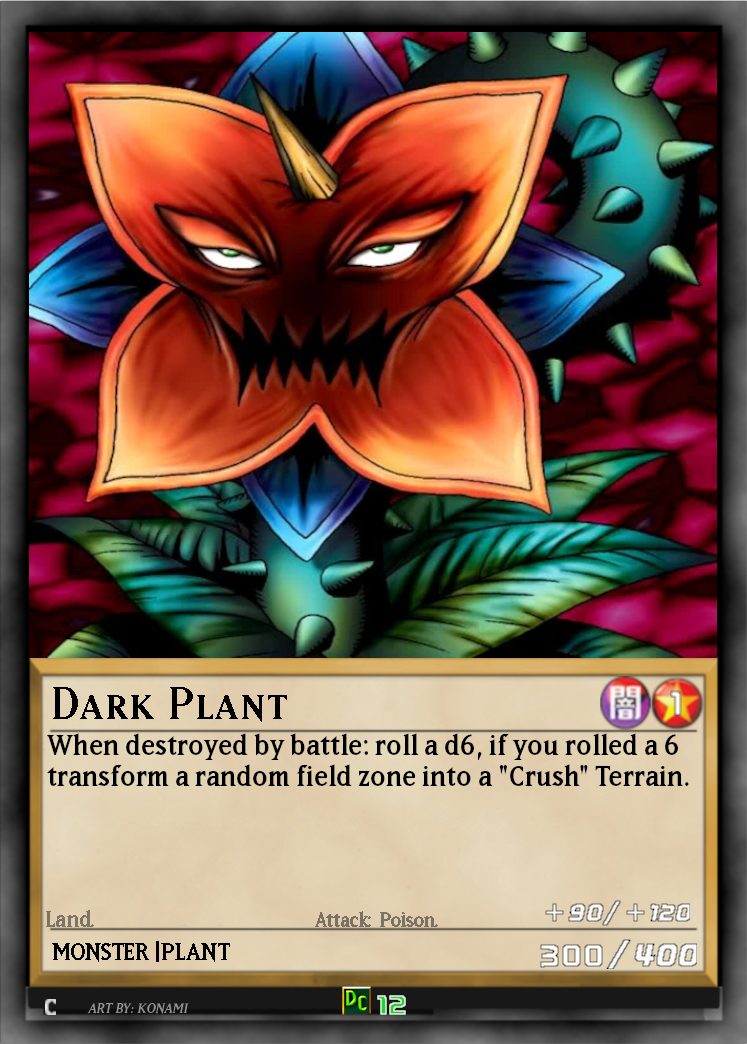 DARK PLANT 闇 1
When destroyed by battle: roll a d6, if you rolled a 6
transform a random field zone into a "Crush" Terrain.
Land. Attack: Poison. +90/+120
MONSTER |PLANT 300/400
C ART BY: KONAMI DC 12